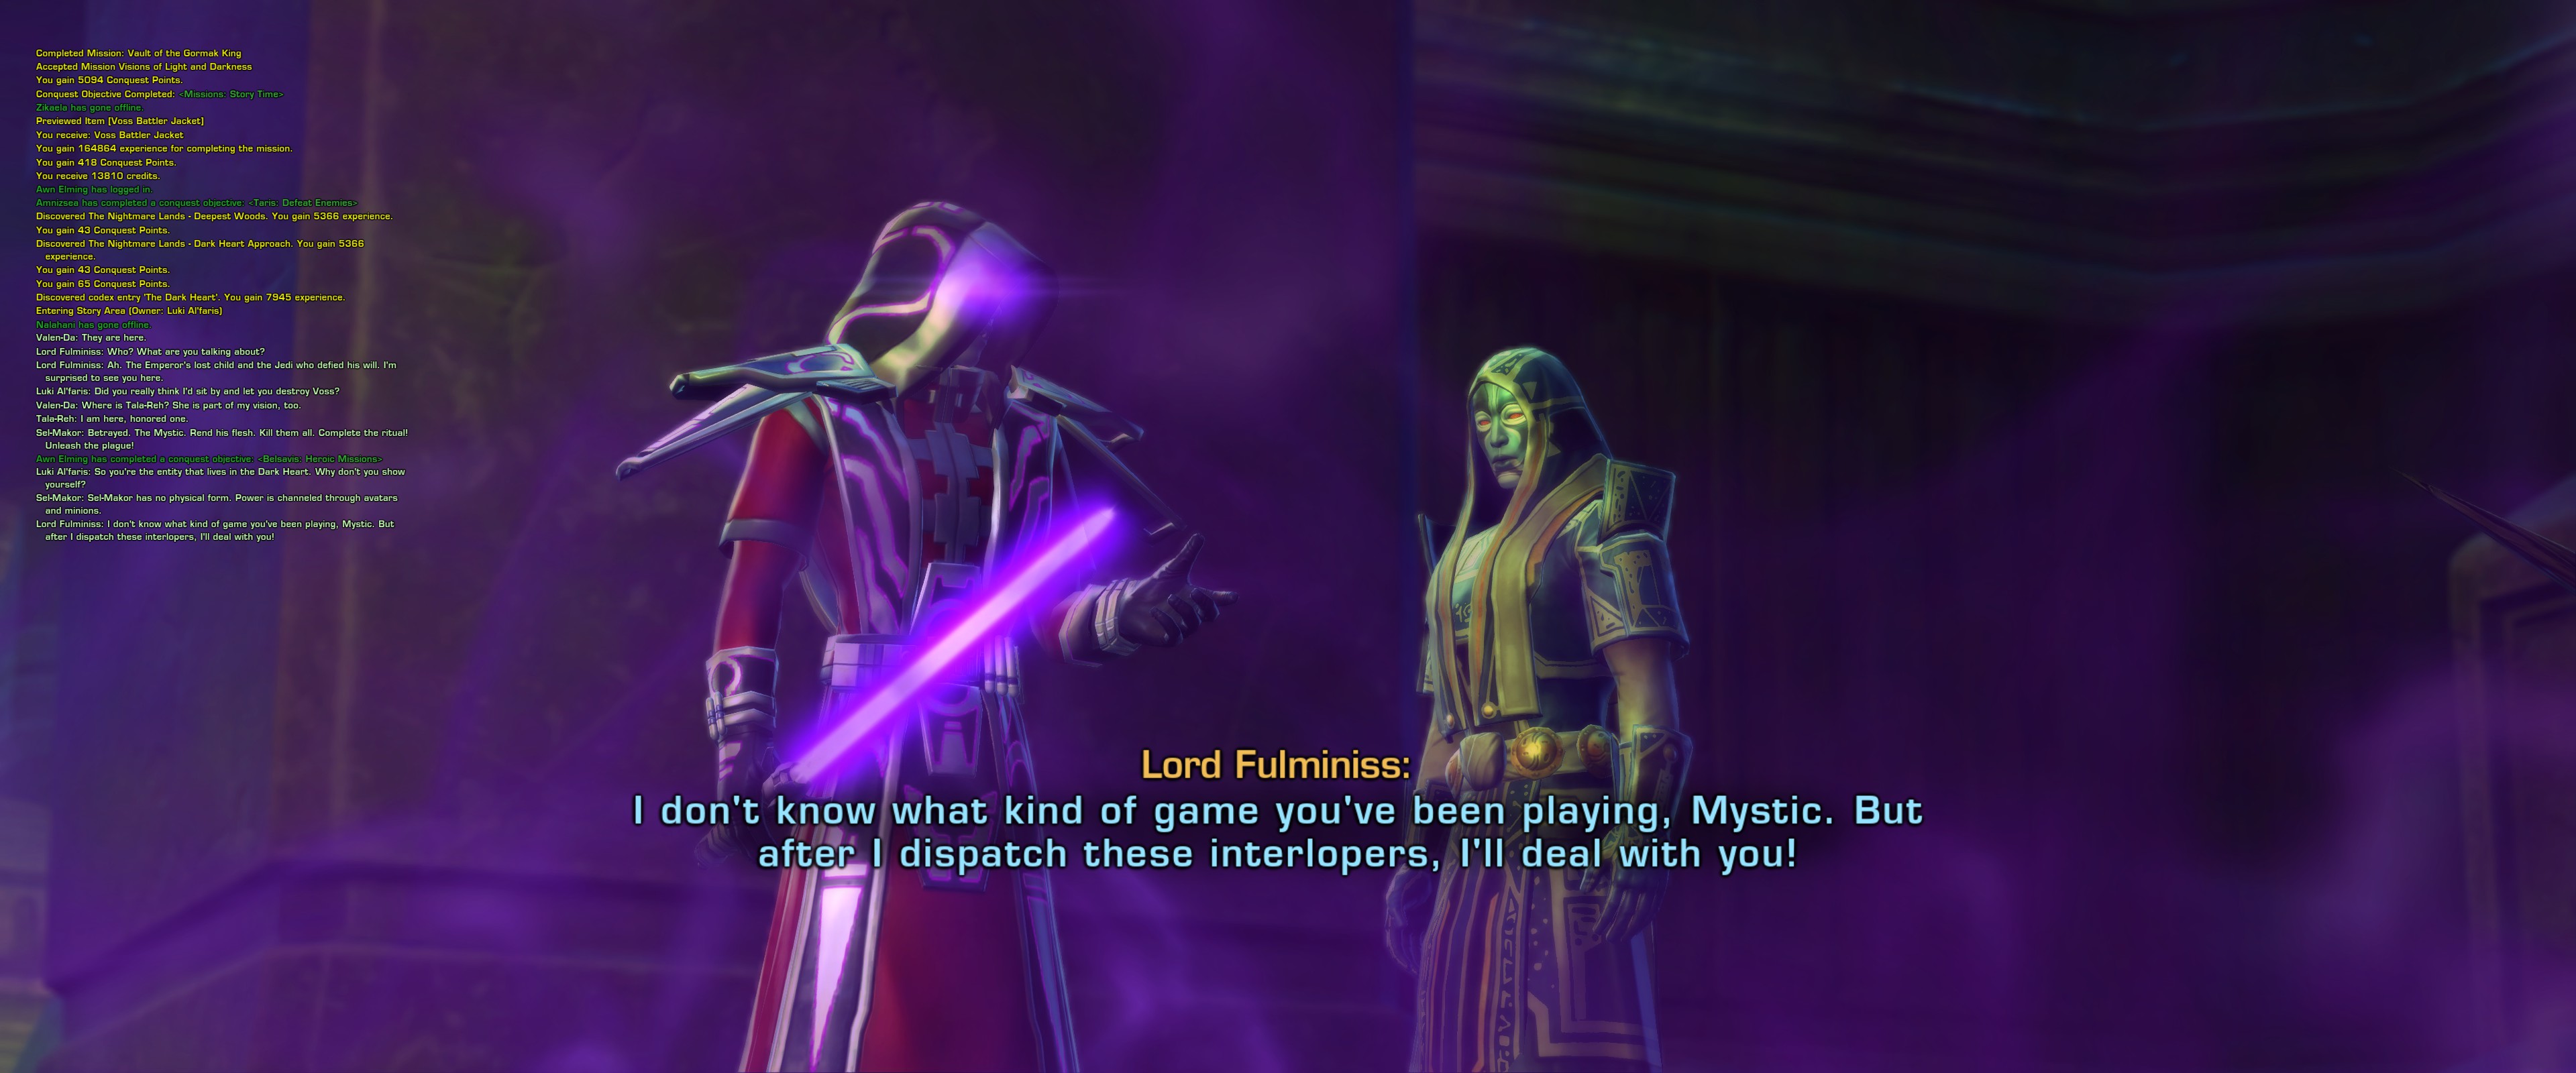 Completed Mission: Vault of the Gormak King
Accepted Mission Visions of Light and Darkness
You gain 5094 Conquest Points.
Conquest Objective Completed: <Missions: Story Time>
Zikaela has gone offline.
Previewed Item [Voss Battler Jacket]
You receive: Voss Battler Jacket
You gain 164864 experience for completing the mission.
You gain 418 Conquest Points.
You receive 13810 credits.
Awn Elming has logged in.
Amnizsea has completed a conquest objective: <Taris: Defeat Enemies>
Discovered The Nightmare Lands - Deepest Woods. You gain 5366 experience.
You gain 43 Conquest Points.
Discovered The Nightmare Lands - Dark Heart Approach. You gain 5366
experience.
You gain 43 Conquest Points.
You gain 65 Conquest Points.
Discovered codex entry 'The Dark Heart'. You gain 7945 experience.
Entering Story Area (Owner: Luki Al'faris)
Nalahani has gone offline.
Valen-Da: They are here.
Lord Fulminiss: Who? What are you talking about?
Lord Fulminiss: Ah. The Emperor's lost child and the Jedi who defied his will. I'm
surprised to see you here.
Luki Al'faris: Did you really think I'd sit by and let you destroy Voss?
Valen-Da: Where is Tala-Reh? She is part of my vision, too.
Tala-Reh: I am here, honored one.
Sel-Makor: Betrayed. The Mystic. Rend his flesh. Kill them all. Complete the ritual!
Unleash the plague!
Awn Elming has completed a conquest objective: <Belsavis: Heroic Missions>
Luki Al'faris: So you're the entity that lives in the Dark Heart. Why don't you show
yourself?
Sel-Makor: Sel-Makor has no physical form. Power is channeled through avatars
and minions.
Lord Fulminiss: I don't know what kind of game you've been playing, Mystic. But
after I dispatch these interlopers, I'll deal with you!
Lord Fulminiss:
I don't know what kind of game you've been playing, Mystic. But
after I dispatch these interlopers, I'll deal with you!